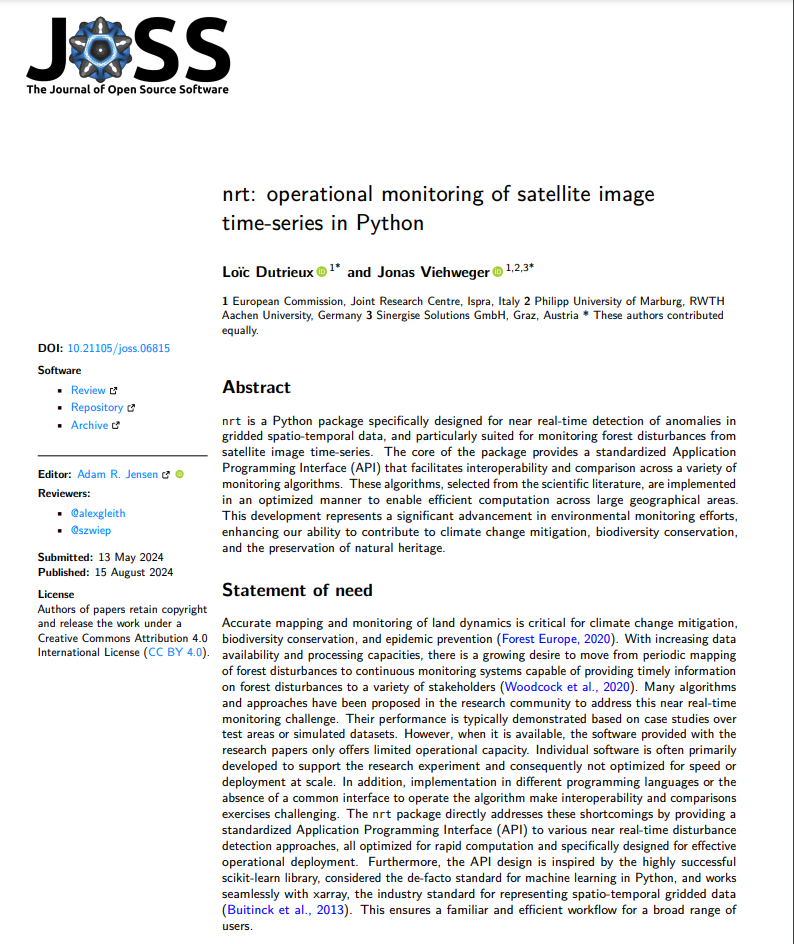 JOSS
The Journal of Open Source Software
nrt: operational monitoring of satellite image
time-series in Python
Loïc Dutrieux iD 1* and Jonas Viehweger iD 1,2,3*
1 European Commission, Joint Research Centre, Ispra, Italy 2 Philipp University of Marburg, RWTH
Aachen University, Germany 3 Sinergise Solutions GmbH, Graz, Austria * These authors contributed
equally.
DOI: 10.21105/joss.06815
Software
▪ Review
▪ Repository
▪ Archive
Editor: Adam R. Jensen
Reviewers:
▪ @alexgleith
▪ @szwiep
Submitted: 13 May 2024
Published: 15 August 2024
License
Authors of papers retain copyright
and release the work under a
Creative Commons Attribution 4.0
International License (CC BY 4.0).
Abstract
nrt is a Python package specifically designed for near real-time detection of anomalies in
gridded spatio-temporal data, and particularly suited for monitoring forest disturbances from
satellite image time-series. The core of the package provides a standardized Application
Programming Interface (API) that facilitates interoperability and comparison across a variety of
monitoring algorithms. These algorithms, selected from the scientific literature, are implemented
in an optimized manner to enable efficient computation across large geographical areas.
This development represents a significant advancement in environmental monitoring efforts,
enhancing our ability to contribute to climate change mitigation, biodiversity conservation,
and the preservation of natural heritage.
Statement of need
Accurate mapping and monitoring of land dynamics is critical for climate change mitigation,
biodiversity conservation, and epidemic prevention (Forest Europe, 2020). With increasing data
availability and processing capacities, there is a growing desire to move from periodic mapping
of forest disturbances to continuous monitoring systems capable of providing timely information
on forest disturbances to a variety of stakeholders (Woodcock et al., 2020). Many algorithms
and approaches have been proposed in the research community to address this near real-time
monitoring challenge. Their performance is typically demonstrated based on case studies over
test areas or simulated datasets. However, when it is available, the software provided with the
research papers only offers limited operational capacity. Individual software is often primarily
developed to support the research experiment and consequently not optimized for speed or
deployment at scale. In addition, implementation in different programming languages or the
absence of a common interface to operate the algorithm make interoperability and comparisons
exercises challenging. The nrt package directly addresses these shortcomings by providing a
standardized Application Programming Interface (API) to various near real-time disturbance
detection approaches, all optimized for rapid computation and specifically designed for effective
operational deployment. Furthermore, the API design is inspired by the highly successful
scikit-learn library, considered the de-facto standard for machine learning in Python, and works
seamlessly with xarray, the industry standard for representing spatio-temporal gridded data
(Buitinck et al., 2013). This ensures a familiar and efficient workflow for a broad range of
users.